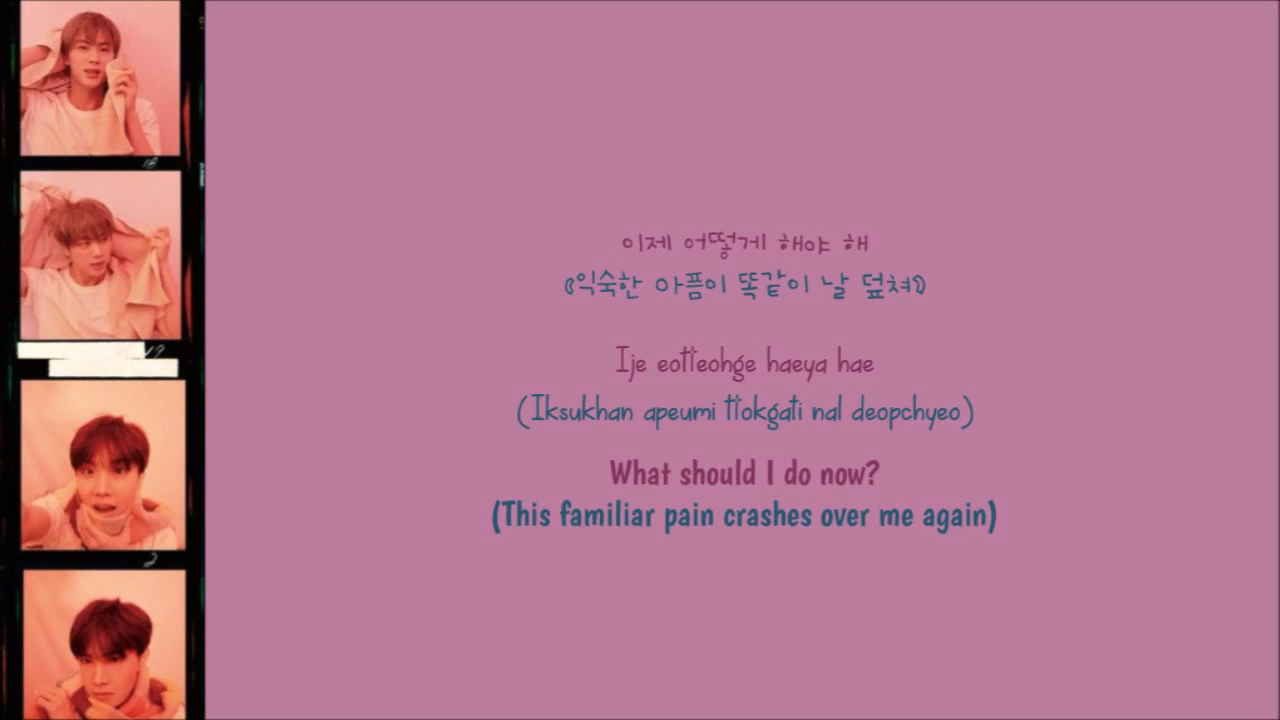 이제 어떻게 해야 해
(익숙한 아픔이 똑같이 날 덮쳐)
Ije eotteohge haeya hae
(Iksukhan apeumi ttokgati nal deopchyeo)
What should I do now?
(This familiar pain crashes over me again)
19
2